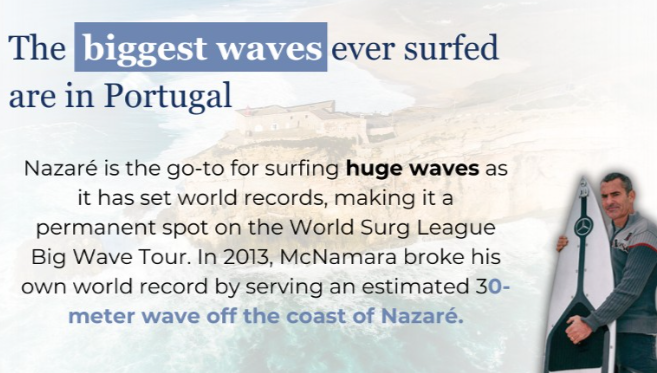 The biggest waves ever surfed
are in Portugal
Nazaré is the go-to for surfing huge waves as
it has set world records, making it a
permanent spot on the World Surg League
Big Wave Tour. In 2013, McNamara broke his
own world record by serving an estimated 30-
meter wave off the coast of Nazaré.